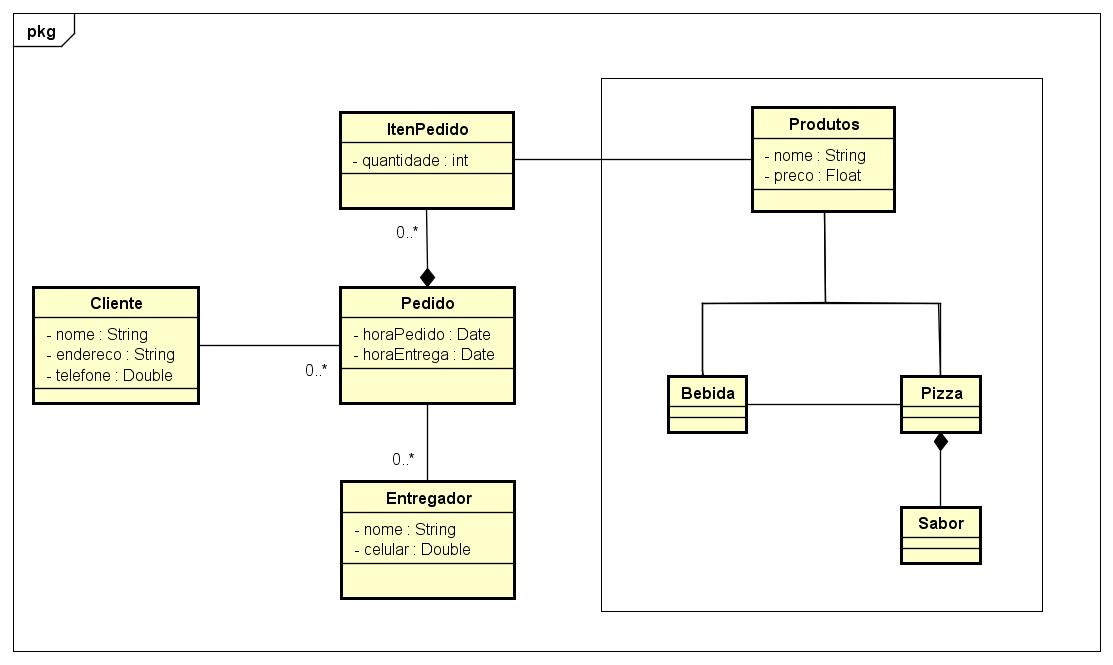 pkg
ItenPedido
- quantidade : int
0..*
Produtos
- nome : String
- preco : Float
Cliente
- nome : String
- endereco : String
- telefone : Double
0..*
Pedido
- horaPedido : Date
- horaEntrega : Date
0..*
Entregador
- nome : String
- celular : Double
Bebida
Pizza
Sabor